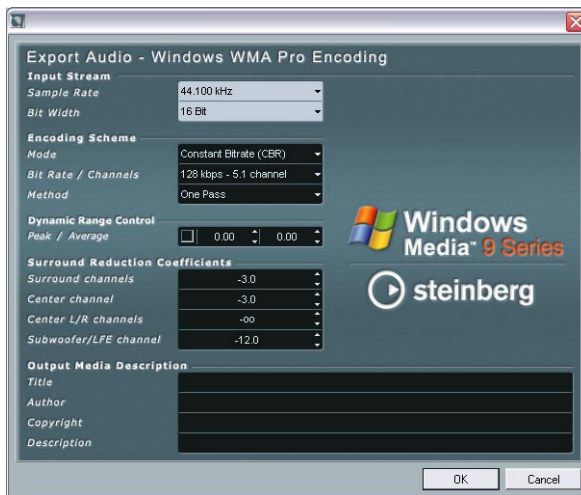 Export Audio - Windows WMA Pro Encoding
Input Stream
Sample Rate 44.100 kHz
Bit Width 16 Bit
Encoding Scheme
Mode Constant Bitrate (CBR)
Bit Rate / Channels 128 kbps - 5.1 channel
Method One Pass
Dynamic Range Control
Peak / Average 0.00 0.00
Surround Reduction Coefficients
Surround channels -3.0
Center channel -3.0
Center L/R channels -oo
Subwoofer/LFE channel -12.0
Windows
Media™ 9 Series
steinberg
Output Media Description
Title
Author
Copyright
Description
OK Cancel